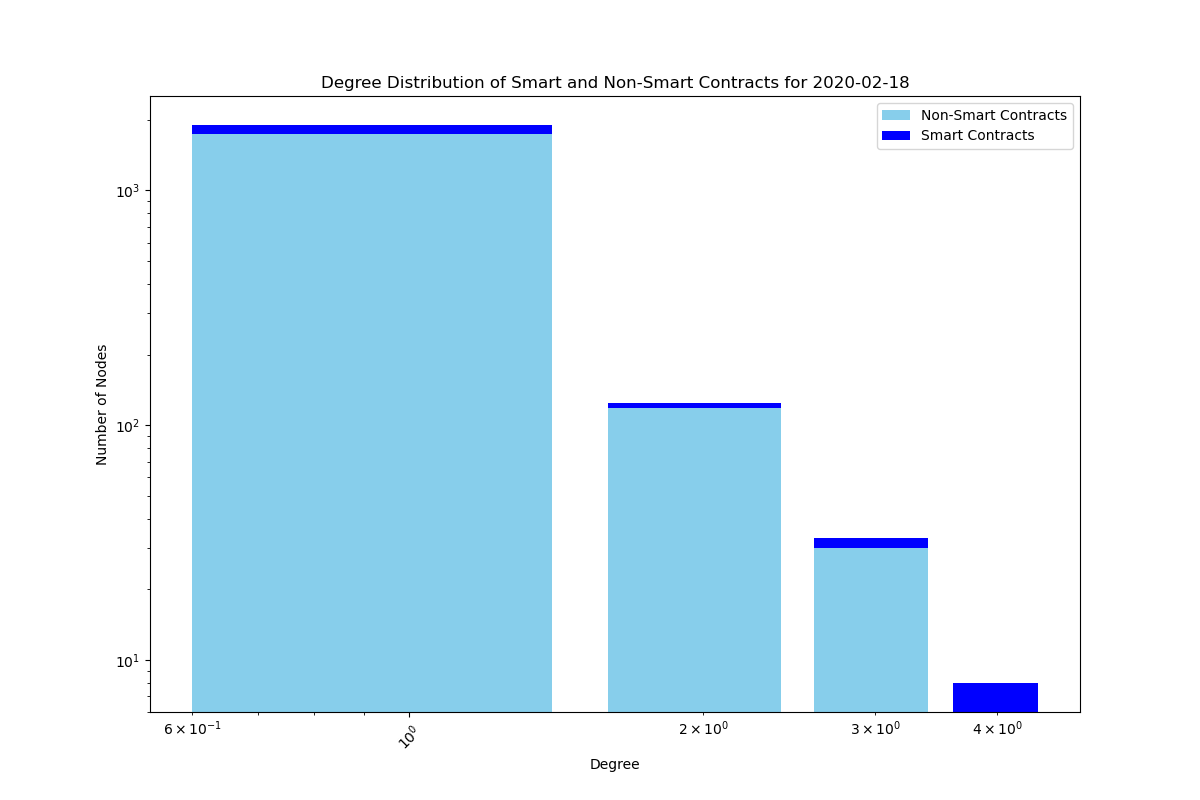 Degree Distribution of Smart and Non-Smart Contracts for 2020-02-18
Non-Smart Contracts
Smart Contracts
Number of Nodes
10³
10²
10¹
6 × 10⁻¹
10⁰
2 × 10⁰
3 × 10⁰
4 × 10⁰
Degree